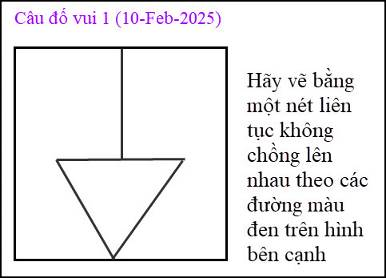 Câu đố vui 1 (10-Feb-2025)
Hãy vẽ bằng
một nét liên
tục không
chồng lên
nhau theo các
đường màu
đen trên hình
bên cạnh